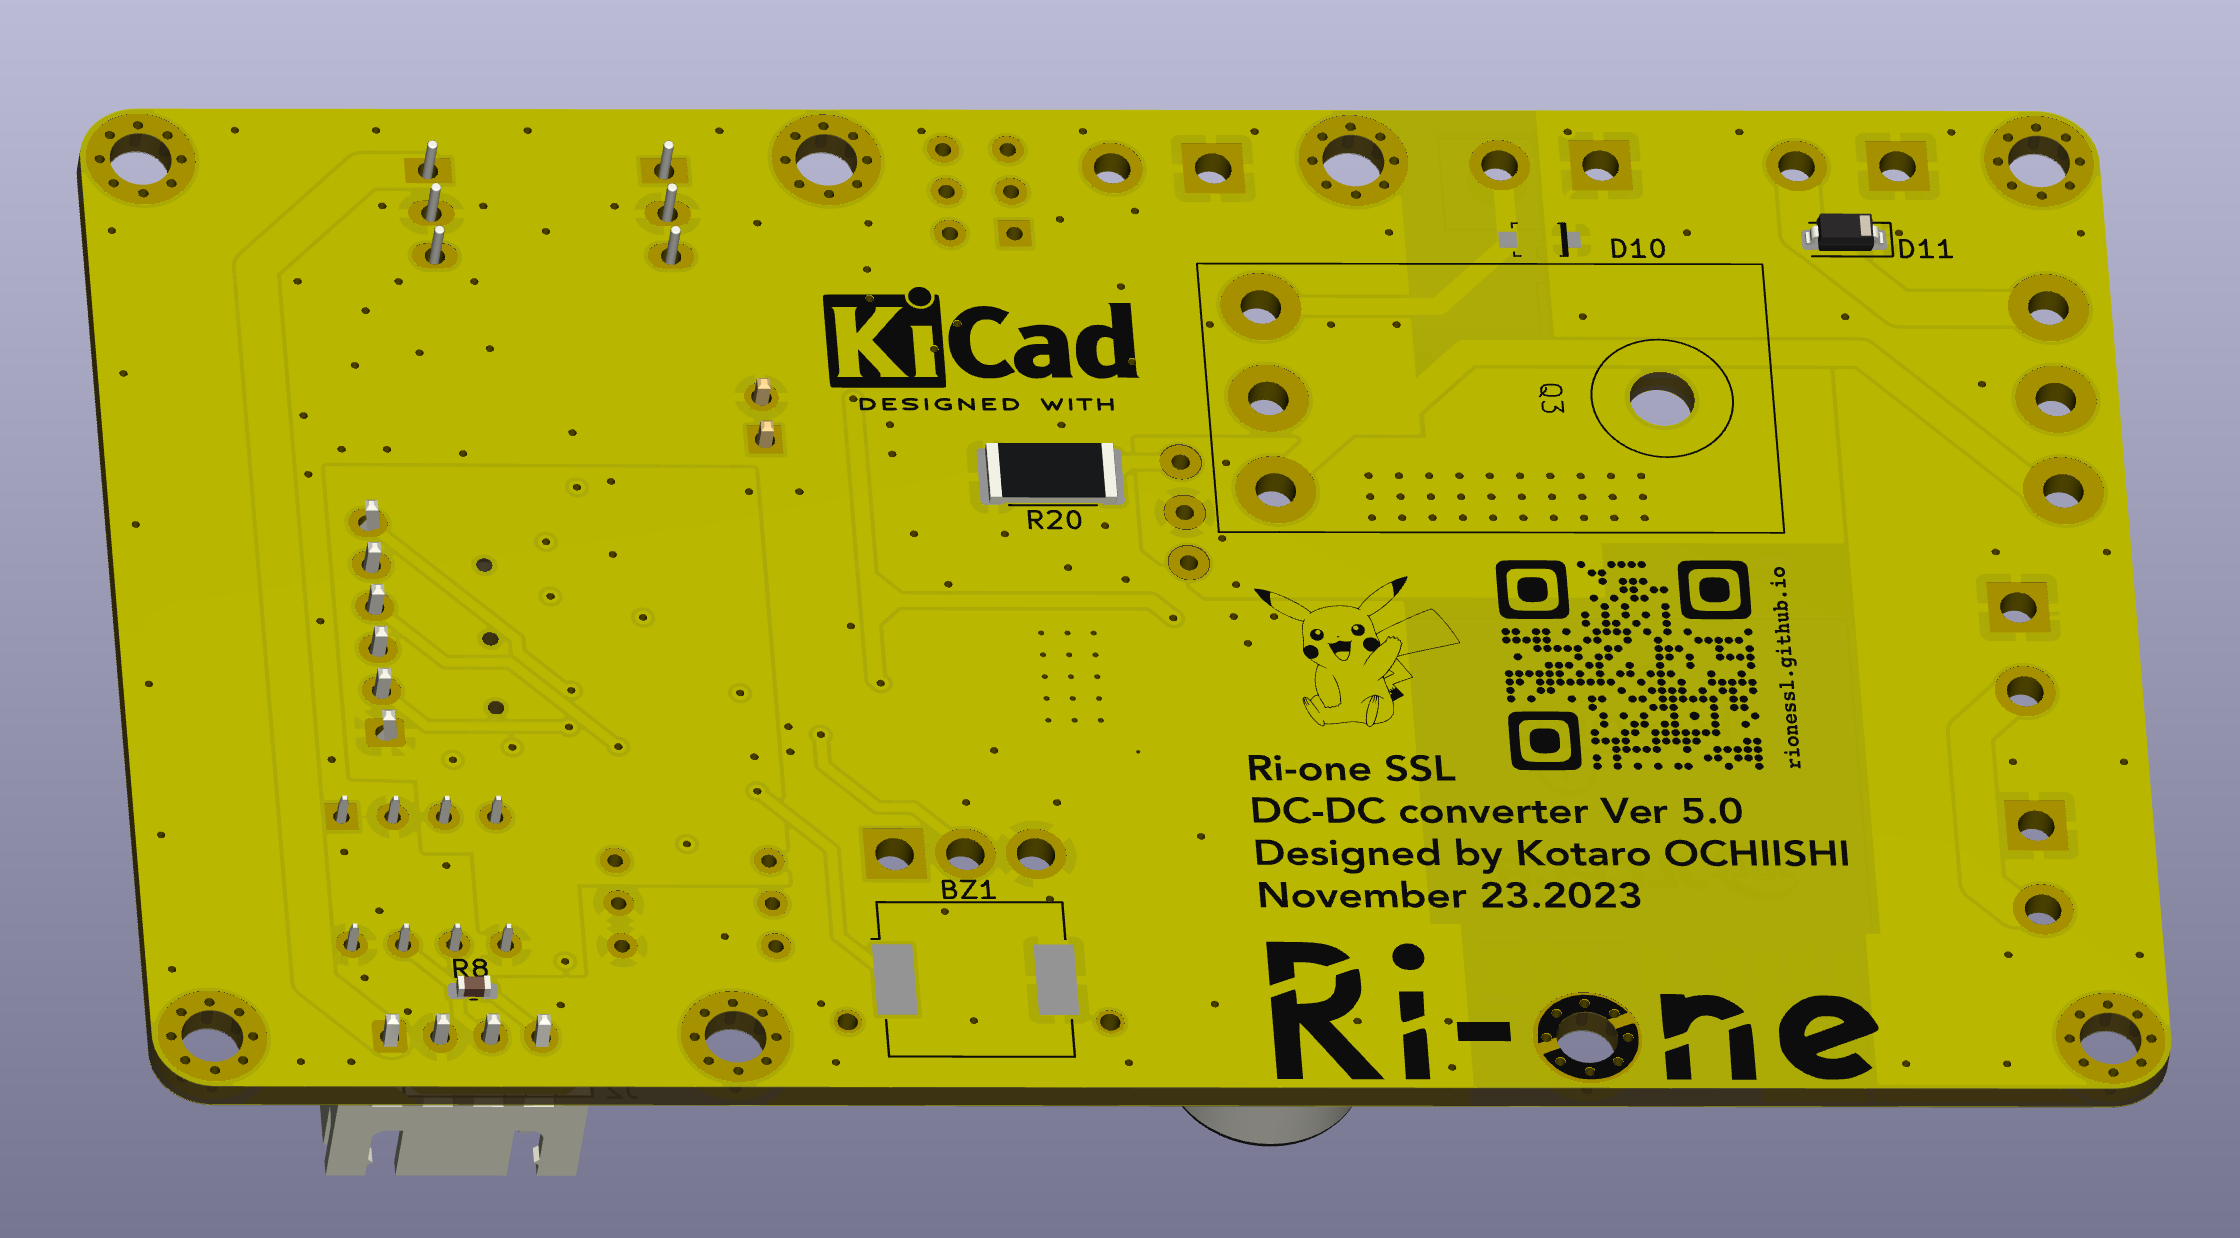 D10
D11
KiCad
DESIGNED WITH
Q3
R20
rionessl.github.io
Ri-one SSL
DC-DC converter Ver 5.0
Designed by Kotaro OCHIISHI
November 23.2023
BZ1
R8
Ri-one
J2